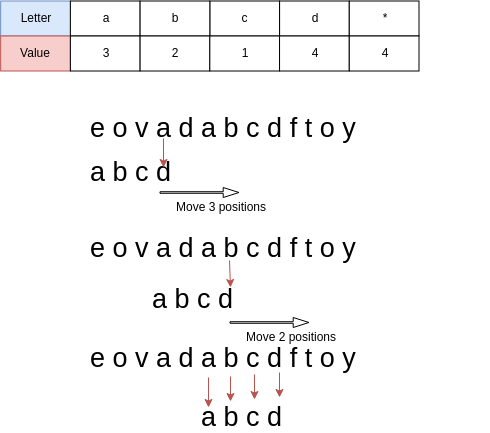 Letter a b c d *
Value 3 2 1 4 4
e o v a d a b c d f t o y
a b c d
Move 3 positions
e o v a d a b c d f t o y
a b c d
Move 2 positions
e o v a d a b c d f t o y
a b c d